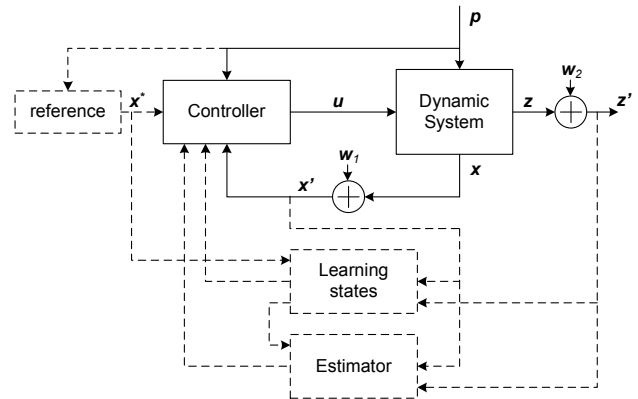 p
w2
reference
x*
Controller
u
Dynamic
System
z
z'
w1
x'
x
Learning
states
Estimator